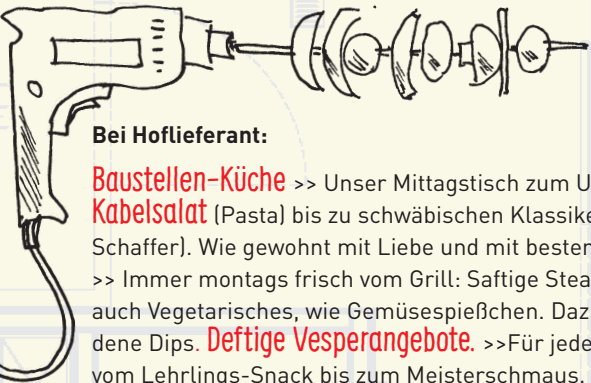 Bei Hoflieferant:
Baustellen-Küche >> Unser Mittagstisch zum U
Kabelsalat (Pasta) bis zu schwäbischen Klassike
Schaffer). Wie gewohnt mit Liebe und mit bester
>> Immer montags frisch vom Grill: Saftige Stea
auch Vegetarisches, wie Gemüsespießchen. Daz
dene Dips. Deftige Vesperangebote. >>Für jede
vom Lehrlings-Snack bis zum Meisterschmaus.